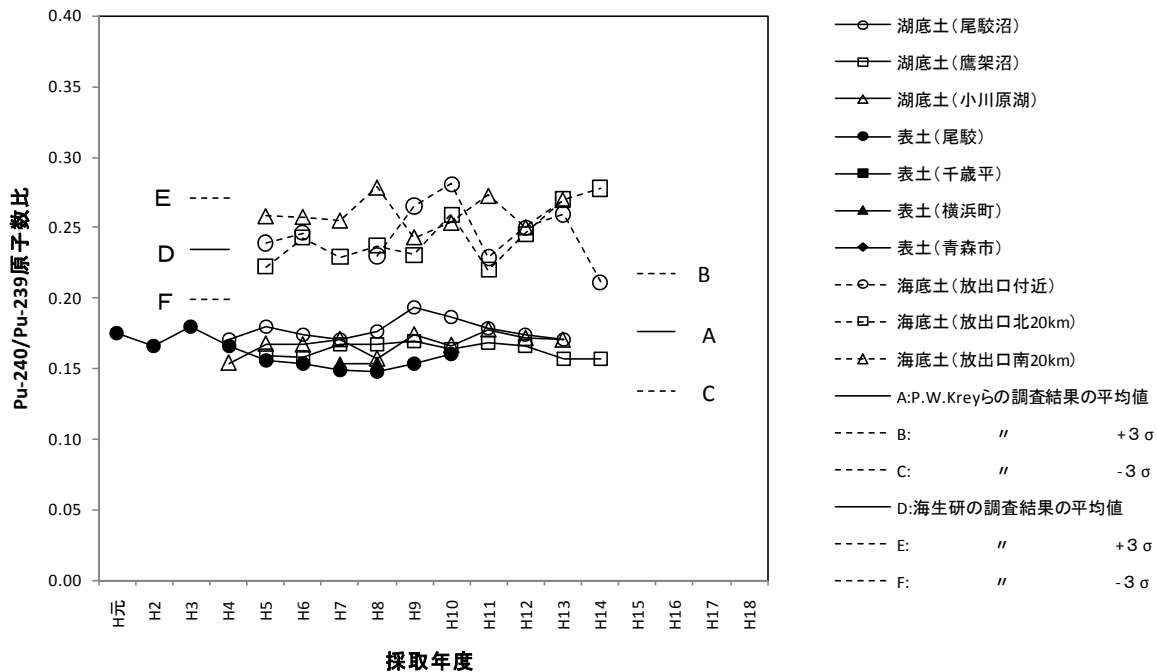 0.40
0.35
0.30
0.25
0.20
0.15
0.10
0.05
0.00
Pu-240/Pu-239原子数比
E
D
F
B
A
C
H元
H2
H3
H4
H5
H6
H7
H8
H9
H10
H11
H12
H13
H14
H15
H16
H17
H18
採取年度
湖底土(尾駮沼)
湖底土(鷹架沼)
湖底土(小川原湖)
表土(尾駮)
表土(千歳平)
表土(横浜町)
表土(青森市)
海底土(放出口付近)
海底土(放出口北20km)
海底土(放出口南20km)
A:P.W.Kreyらの調査結果の平均値
B: 〃 +3σ
C: 〃 -3σ
D:海生研の調査結果の平均値
E: 〃 +3σ
F: 〃 -3σ